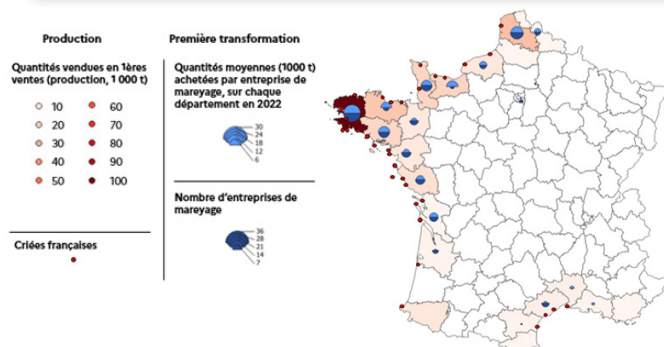 Production
Quantités vendues en 1ères
ventes (production, 1 000 t)
10
60
20
70
30
80
40
90
50
100
Criées françaises
Première transformation
Quantités moyennes (1000 t)
achetées par entreprise de
mareyage, sur chaque
département en 2022
30
24
18
12
6
Nombre d'entreprises de
mareyage
36
28
21
14
7